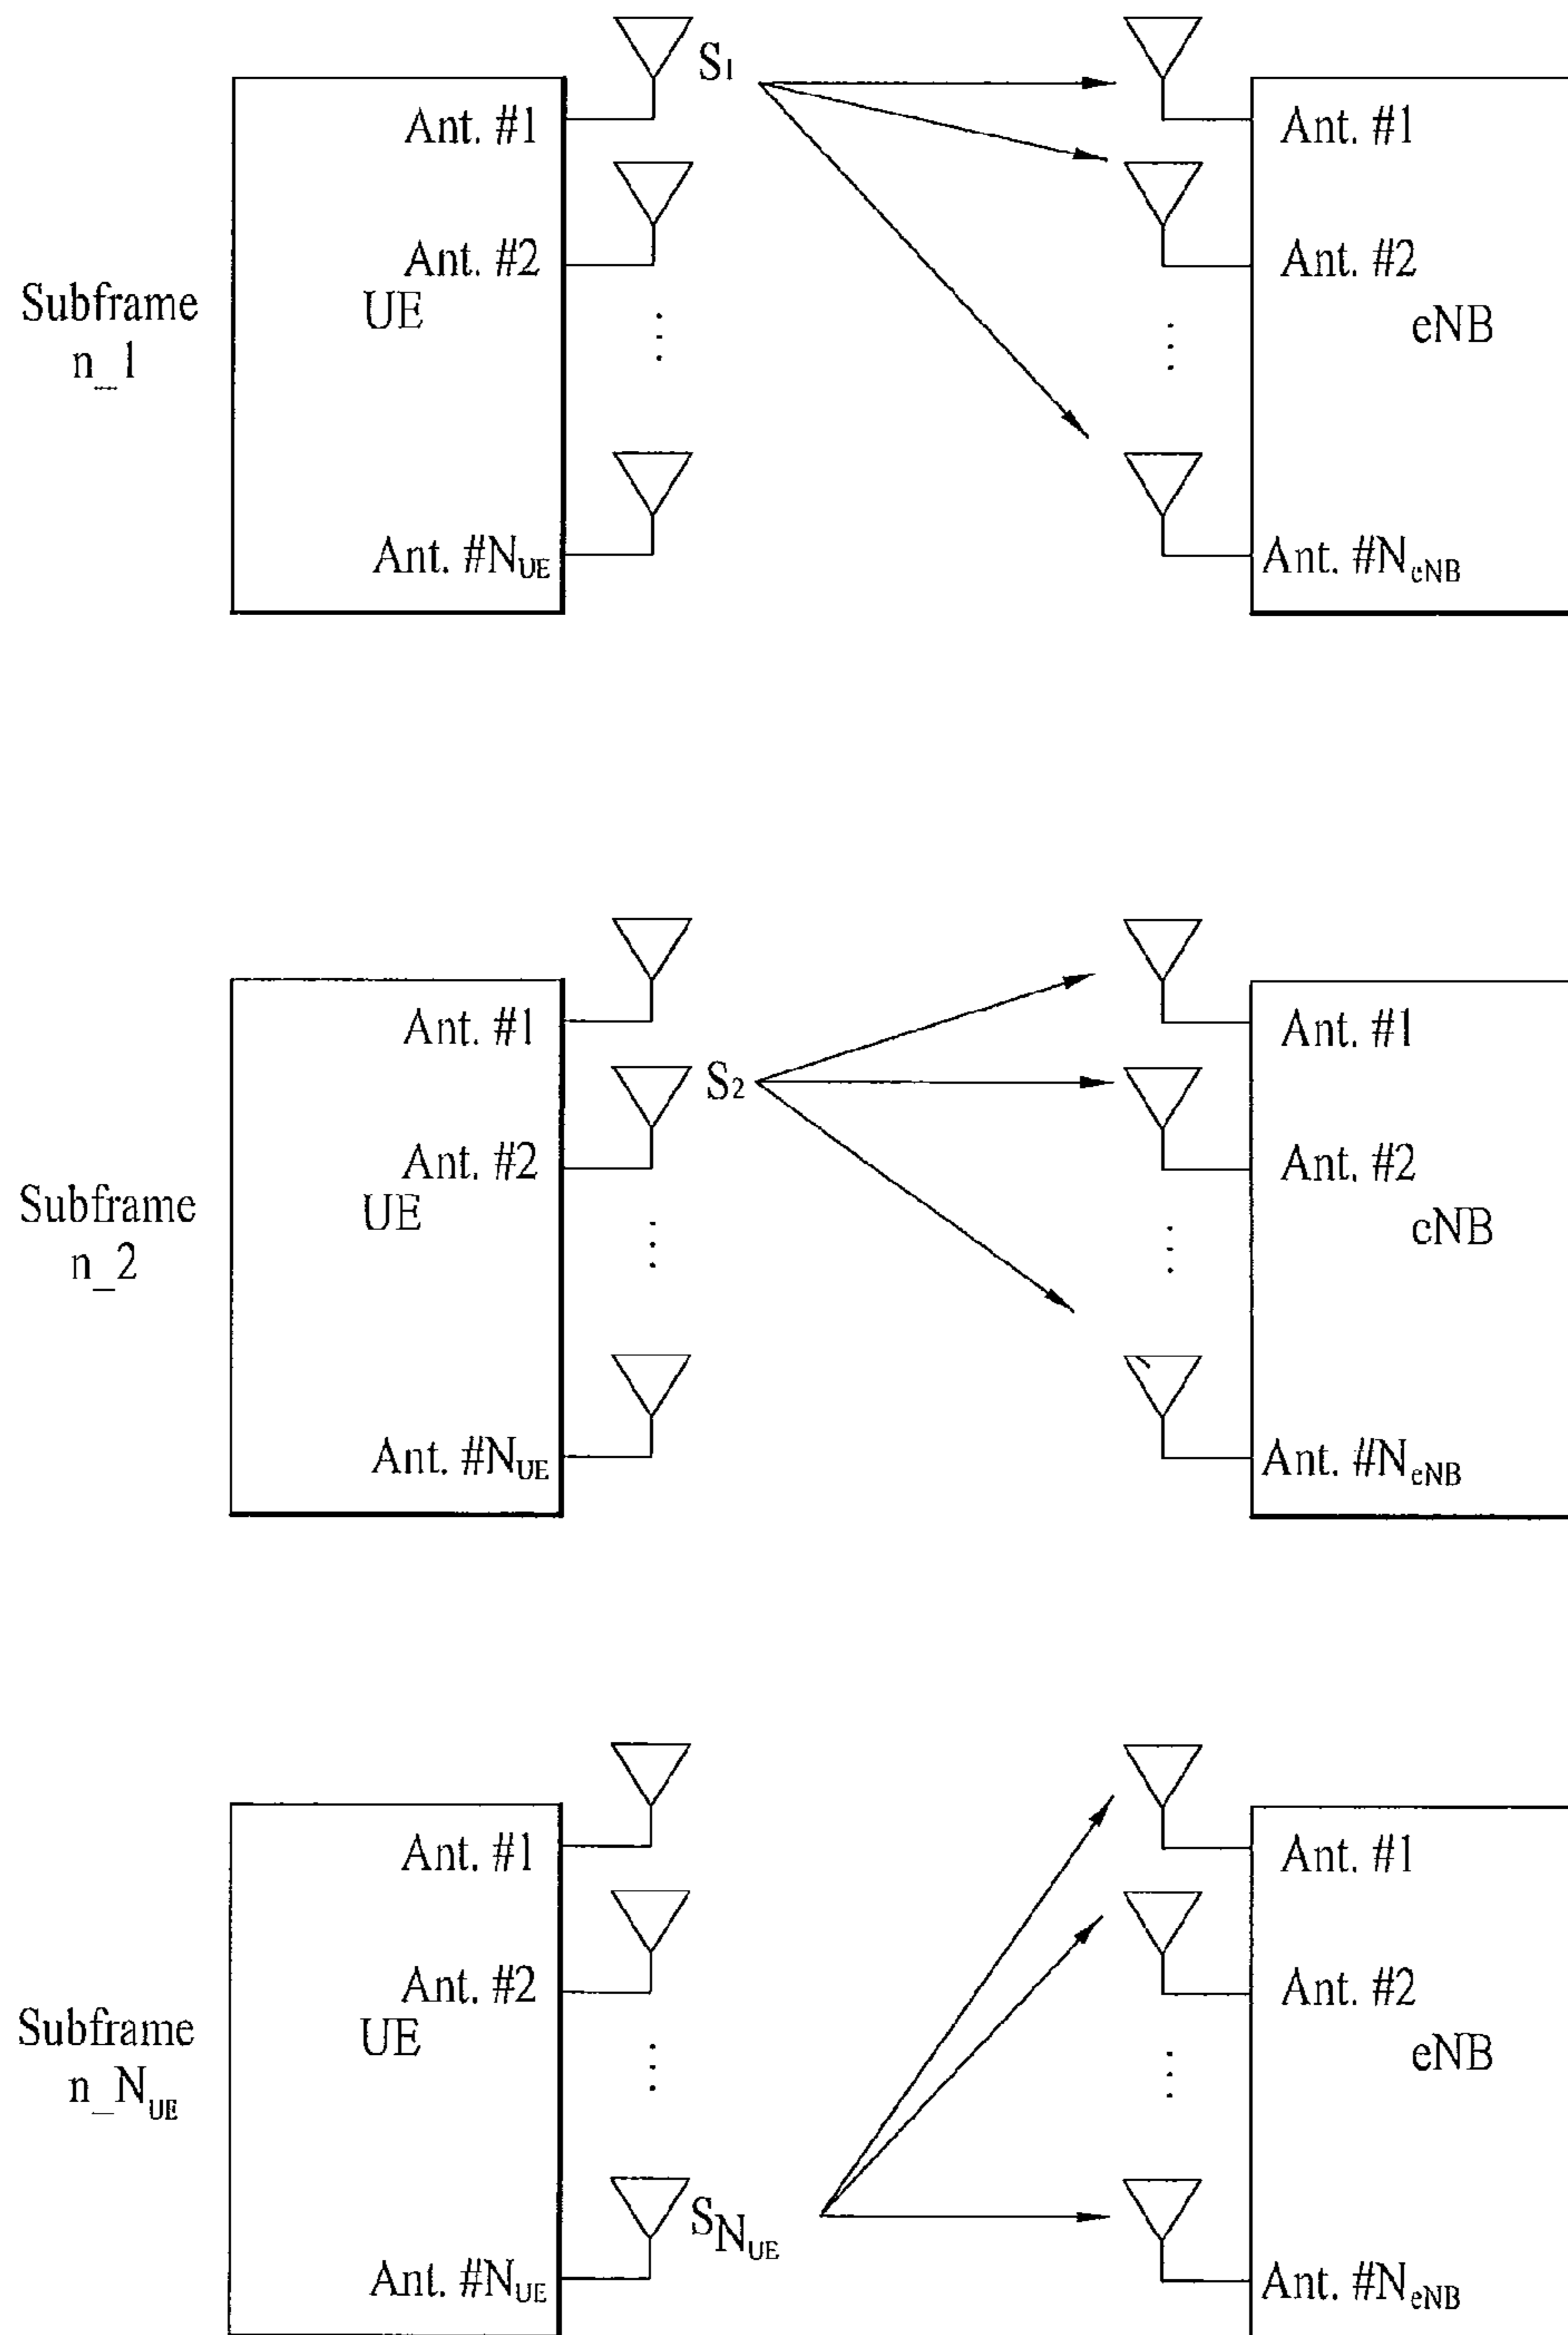 S1
Ant. #1
Ant. #1
Ant. #2
Ant. #2
Subframe
n_1
UE
eNB
Ant. #NUE
Ant. #NeNB
Ant. #1
Ant. #1
S2
Ant. #2
Ant. #2
Subframe
n_2
UE
cNB
Ant. #NUE
Ant. #NeNB
Ant. #1
Ant. #1
Ant. #2
Ant. #2
Subframe
n_NUE
UE
eNB
SNUE
Ant. #NUE
Ant. #NeNB